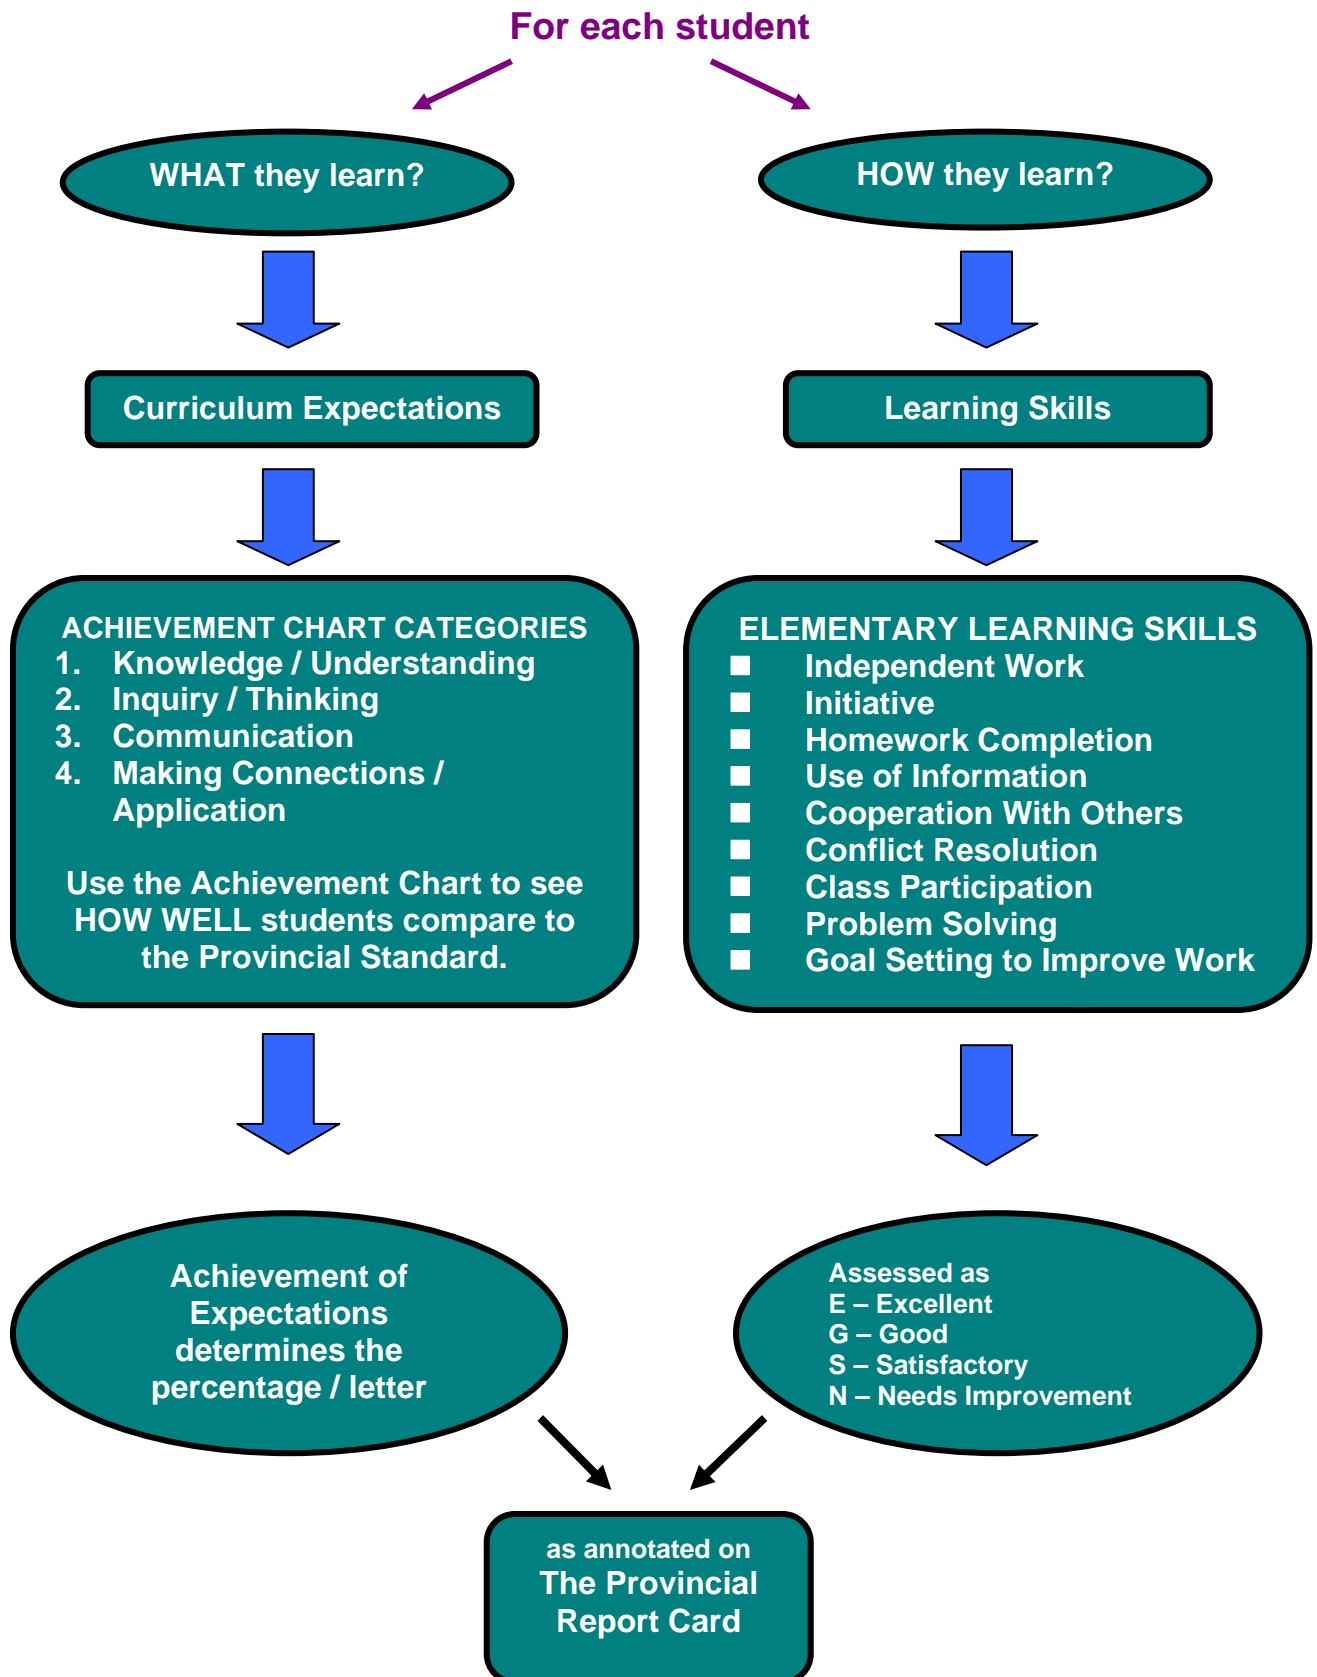 For each student
WHAT they learn?
Curriculum Expectations
ACHIEVEMENT CHART CATEGORIES
1. Knowledge / Understanding
2. Inquiry / Thinking
3. Communication
4. Making Connections /
Application
Use the Achievement Chart to see
HOW WELL students compare to
the Provincial Standard.
Achievement of
Expectations
determines the
percentage / letter
HOW they learn?
Learning Skills
ELEMENTARY LEARNING SKILLS
■ Independent Work
■ Initiative
■ Homework Completion
■ Use of Information
■ Cooperation With Others
■ Conflict Resolution
■ Class Participation
■ Problem Solving
■ Goal Setting to Improve Work
Assessed as
E – Excellent
G – Good
S – Satisfactory
N – Needs Improvement
as annotated on
The Provincial
Report Card